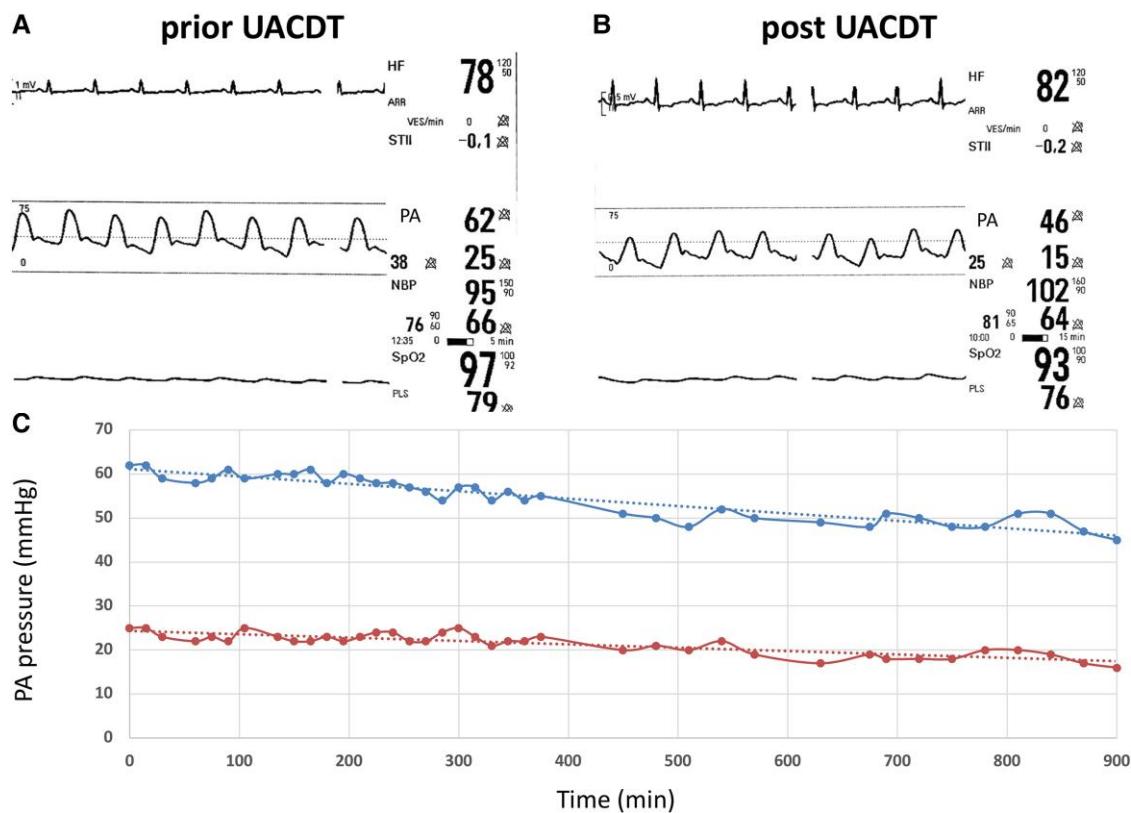 A prior UACDT
1 mV
II
HF 78 120 50
ARR
VES/min 0
STII -0,1
75
0
PA 62
38 25
NBP 95 150 90
76 90 60 66
12:35 0 5 min
SpO2 97 100 92
PLS 79
B post UACDT
0,5 mV
HF 82 120 50
ARR
VES/min 0
STII -0,2
75
0
PA 46
25 15
NBP 102 160 90
81 90 65 64
10:00 0 15 min
SpO2 93 100 90
PLS 76
C
PA pressure (mmHg)
70
60
50
40
30
20
10
0
0 100 200 300 400 500 600 700 800 900
Time (min)